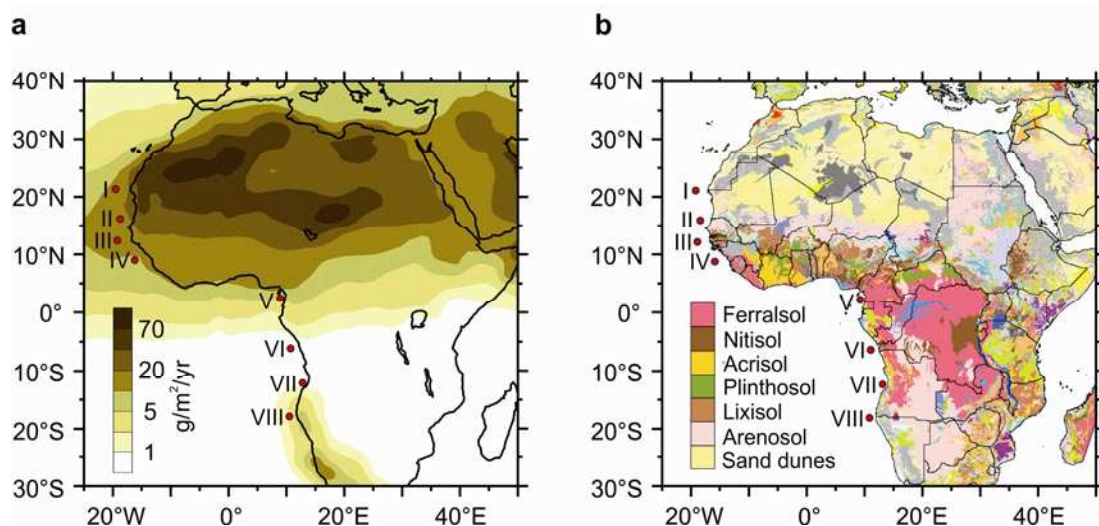 a
b
40°N
30°N
20°N
10°N
0°
10°S
20°S
30°S
20°W
0°
20°E
40°E
I
II
III
IV
V
VI
VII
VIII
70
20
5
1
g/m²/yr
40°N
30°N
20°N
10°N
0°
10°S
20°S
30°S
20°W
0°
20°E
40°E
I
II
III
IV
V
VI
VII
VIII
Ferralsol
Nitisol
Acrisol
Plinthosol
Lixisol
Arenosol
Sand dunes